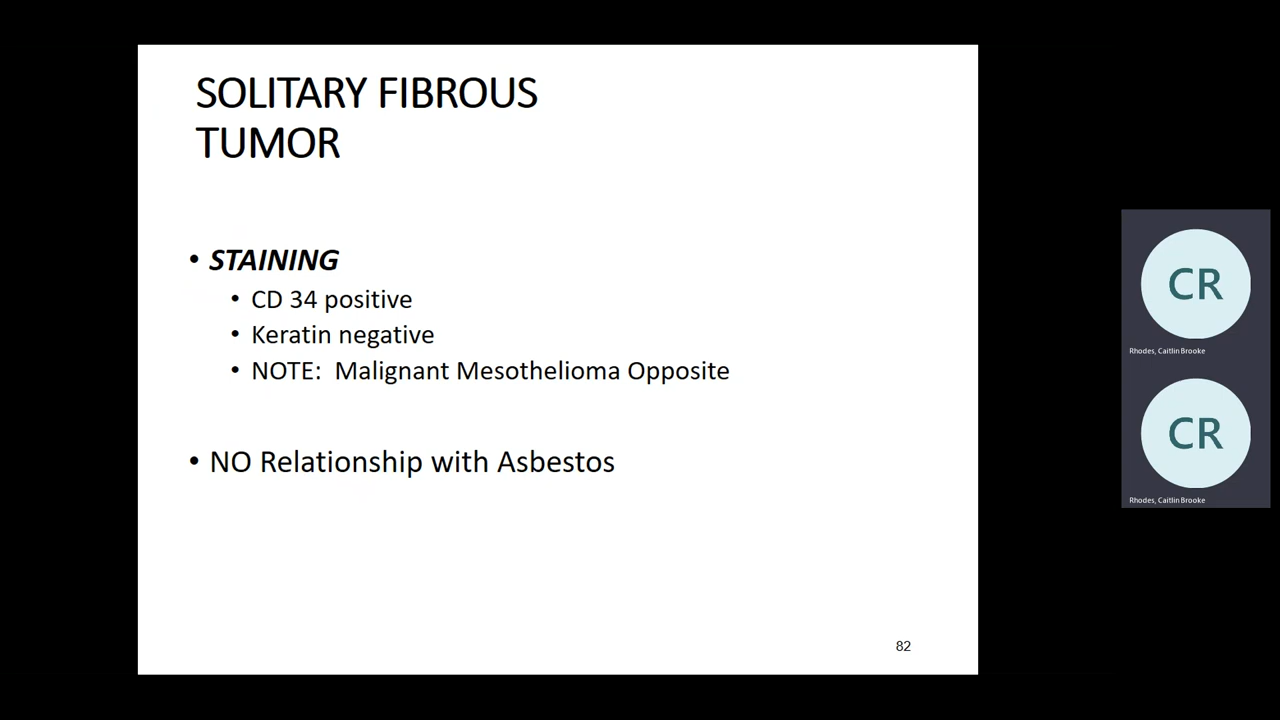 SOLITARY FIBROUS
TUMOR
• STAINING
• CD 34 positive
• Keratin negative
• NOTE:  Malignant Mesothelioma Opposite
• NO Relationship with Asbestos
82
CR
Rhodes, Caitlin Brooke
CR
Rhodes, Caitlin Brooke